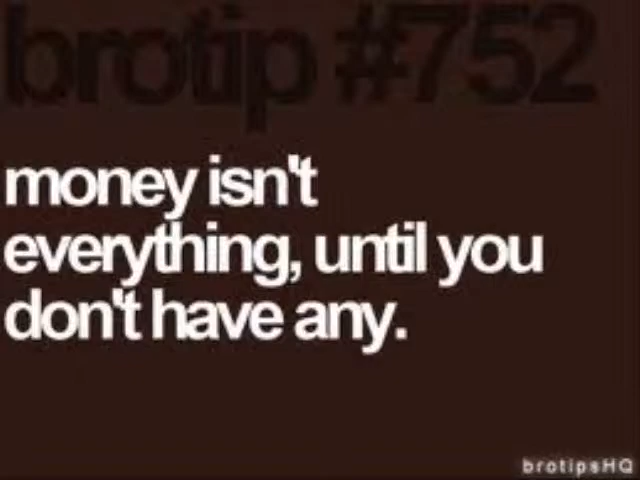 brotip #752
money isn't
everything, until you
don't have any.
brotipsHQ